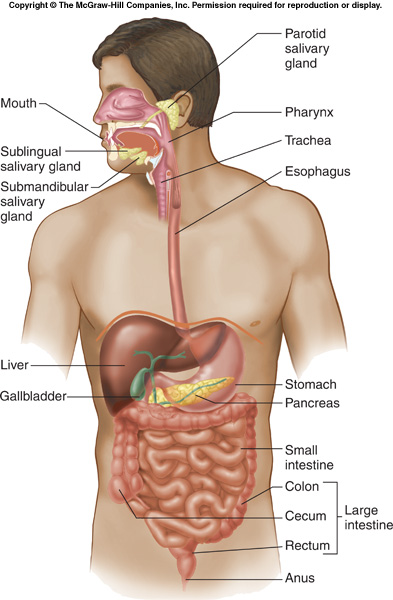 Copyright © The McGraw-Hill Companies, Inc. Permission required for reproduction or display.
Parotid
salivary
gland
Mouth
Pharynx
Trachea
Sublingual
salivary gland
Esophagus
Submandibular
salivary
gland
Liver
Stomach
Gallbladder
Pancreas
Small
intestine
Colon
Cecum
Large
intestine
Rectum
Anus